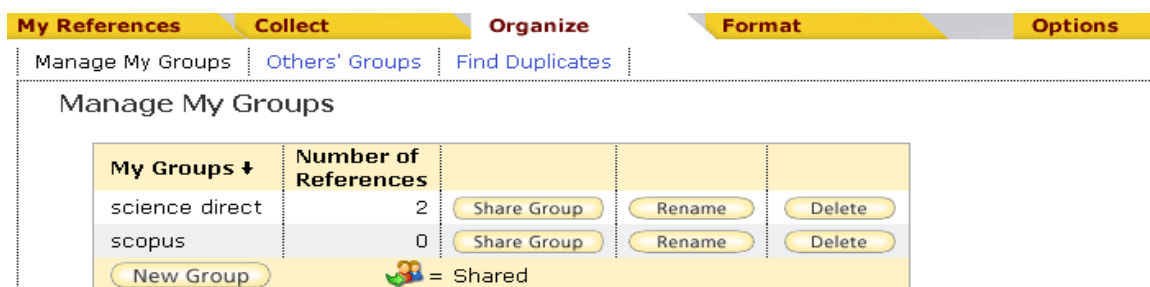 My References Collect Organize Format Options
Manage My Groups Others' Groups Find Duplicates
Manage My Groups
My Groups Number of References
science direct 2 Share Group Rename Delete
scopus 0 Share Group Rename Delete
New Group = Shared